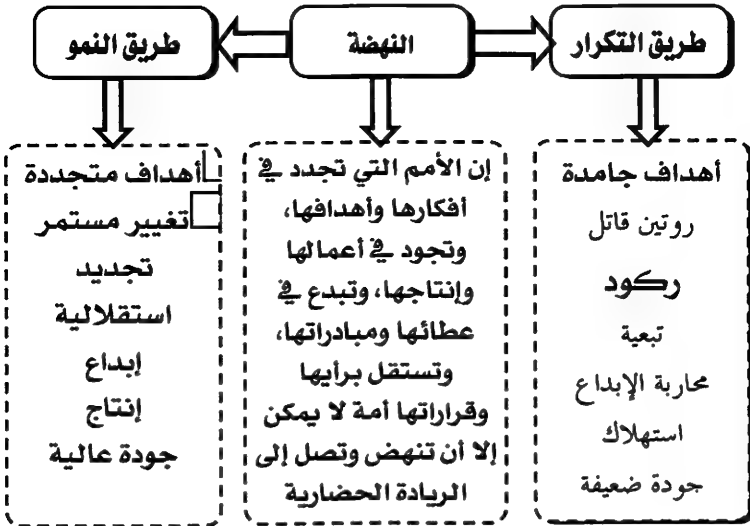 طريق التكرار
النهضة
طريق النمو
أهداف جامدة
روتين قاتل
ركود
تبعية
محاربة الإبداع
استهلاك
جودة ضعيفة
إن الأمم التي تجدد في
أفكارها وأهدافها،
وتجود في أعمالها
وإنتاجها، وتبدع في
عطائها ومبادراتها،
وتستقل برأيها
وقراراتها أمة لا يمكن
إلا أن تنهض وتصل إلى
الريادة الحضارية
أهداف متجددة
تغيير مستمر
تجديد
استقلالية
إبداع
إنتاج
جودة عالية